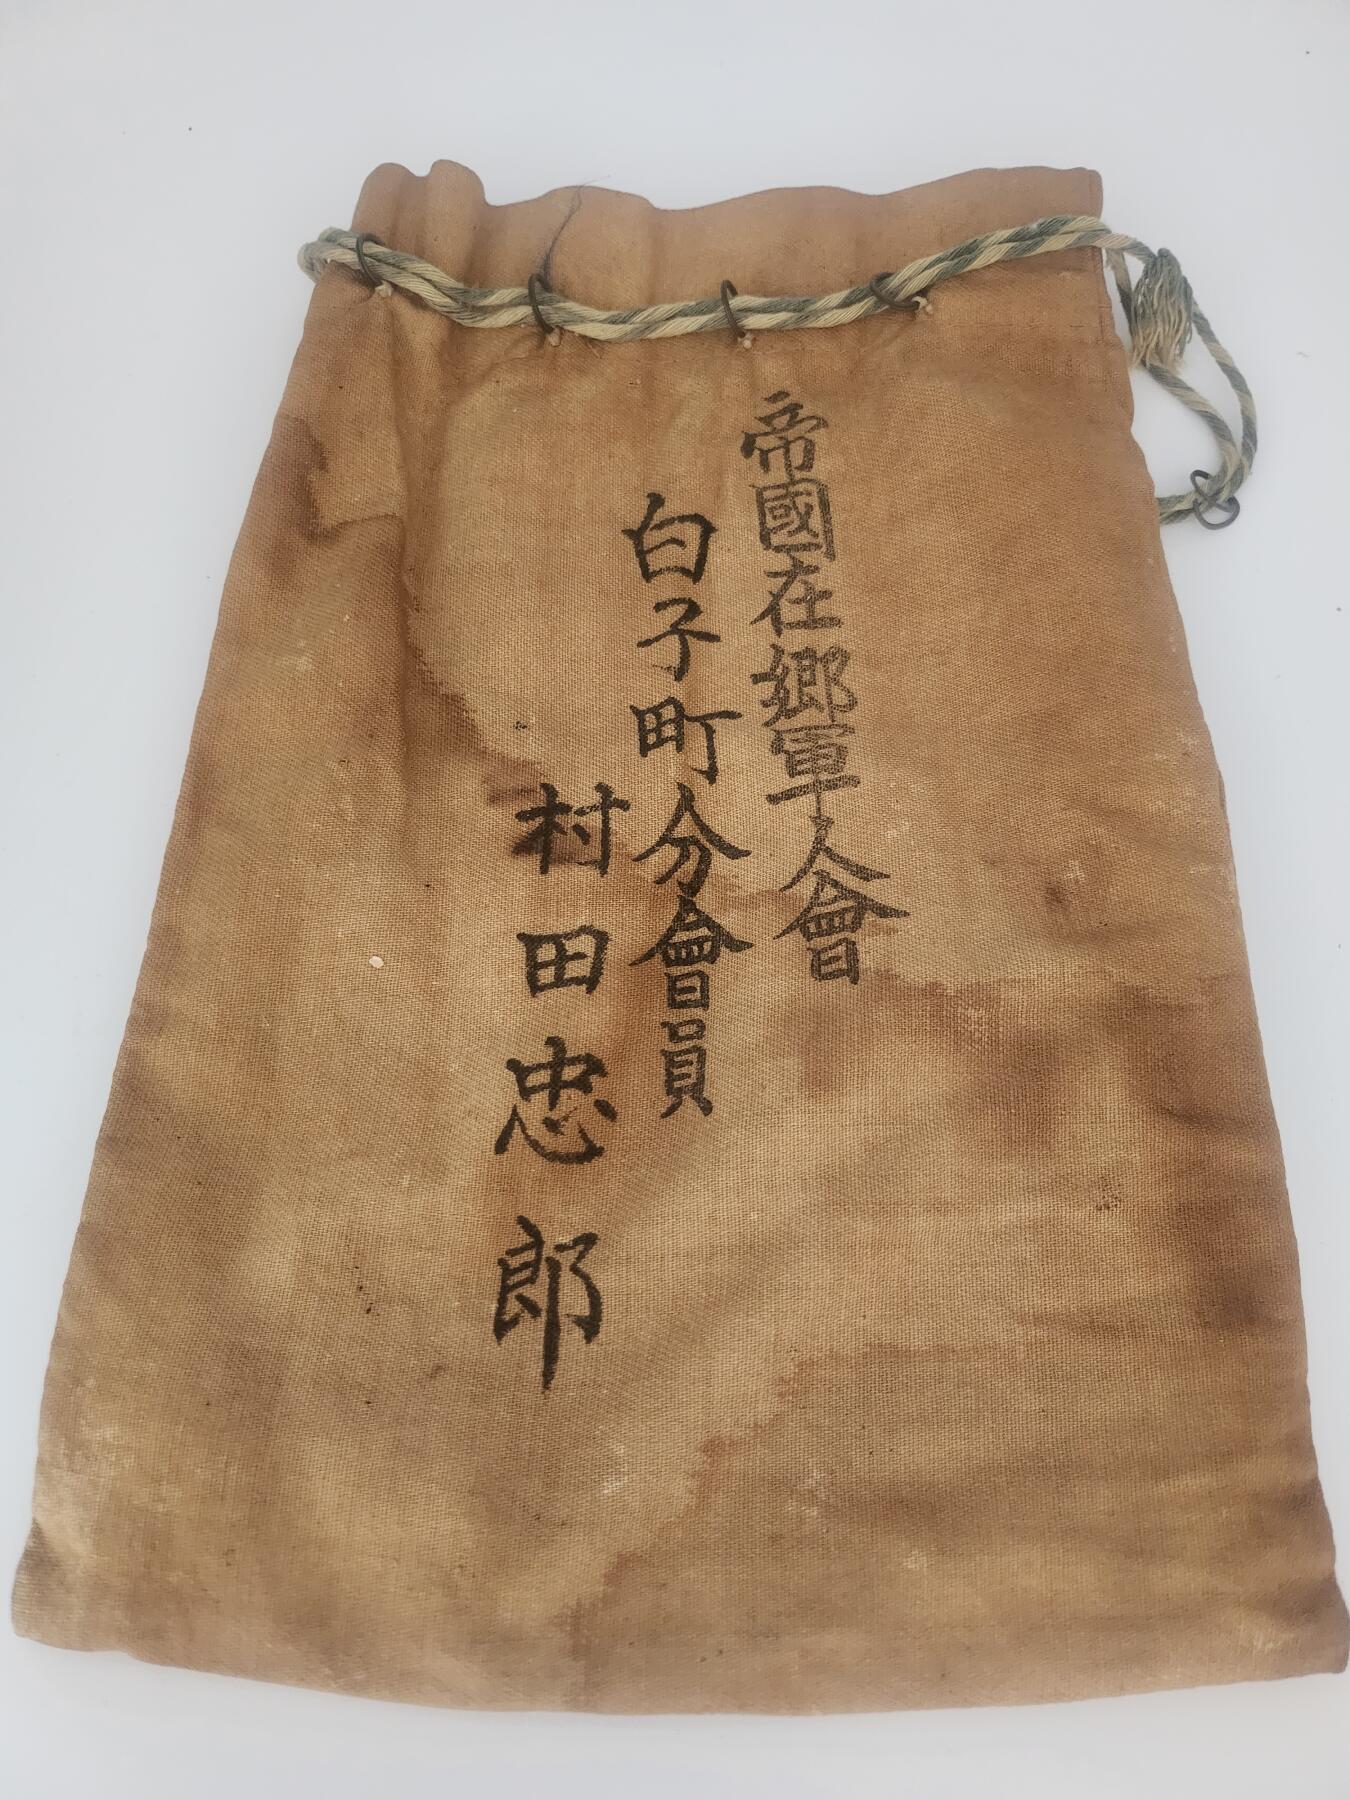 帝國在郷軍人會
白子町分會員
村田忠郎